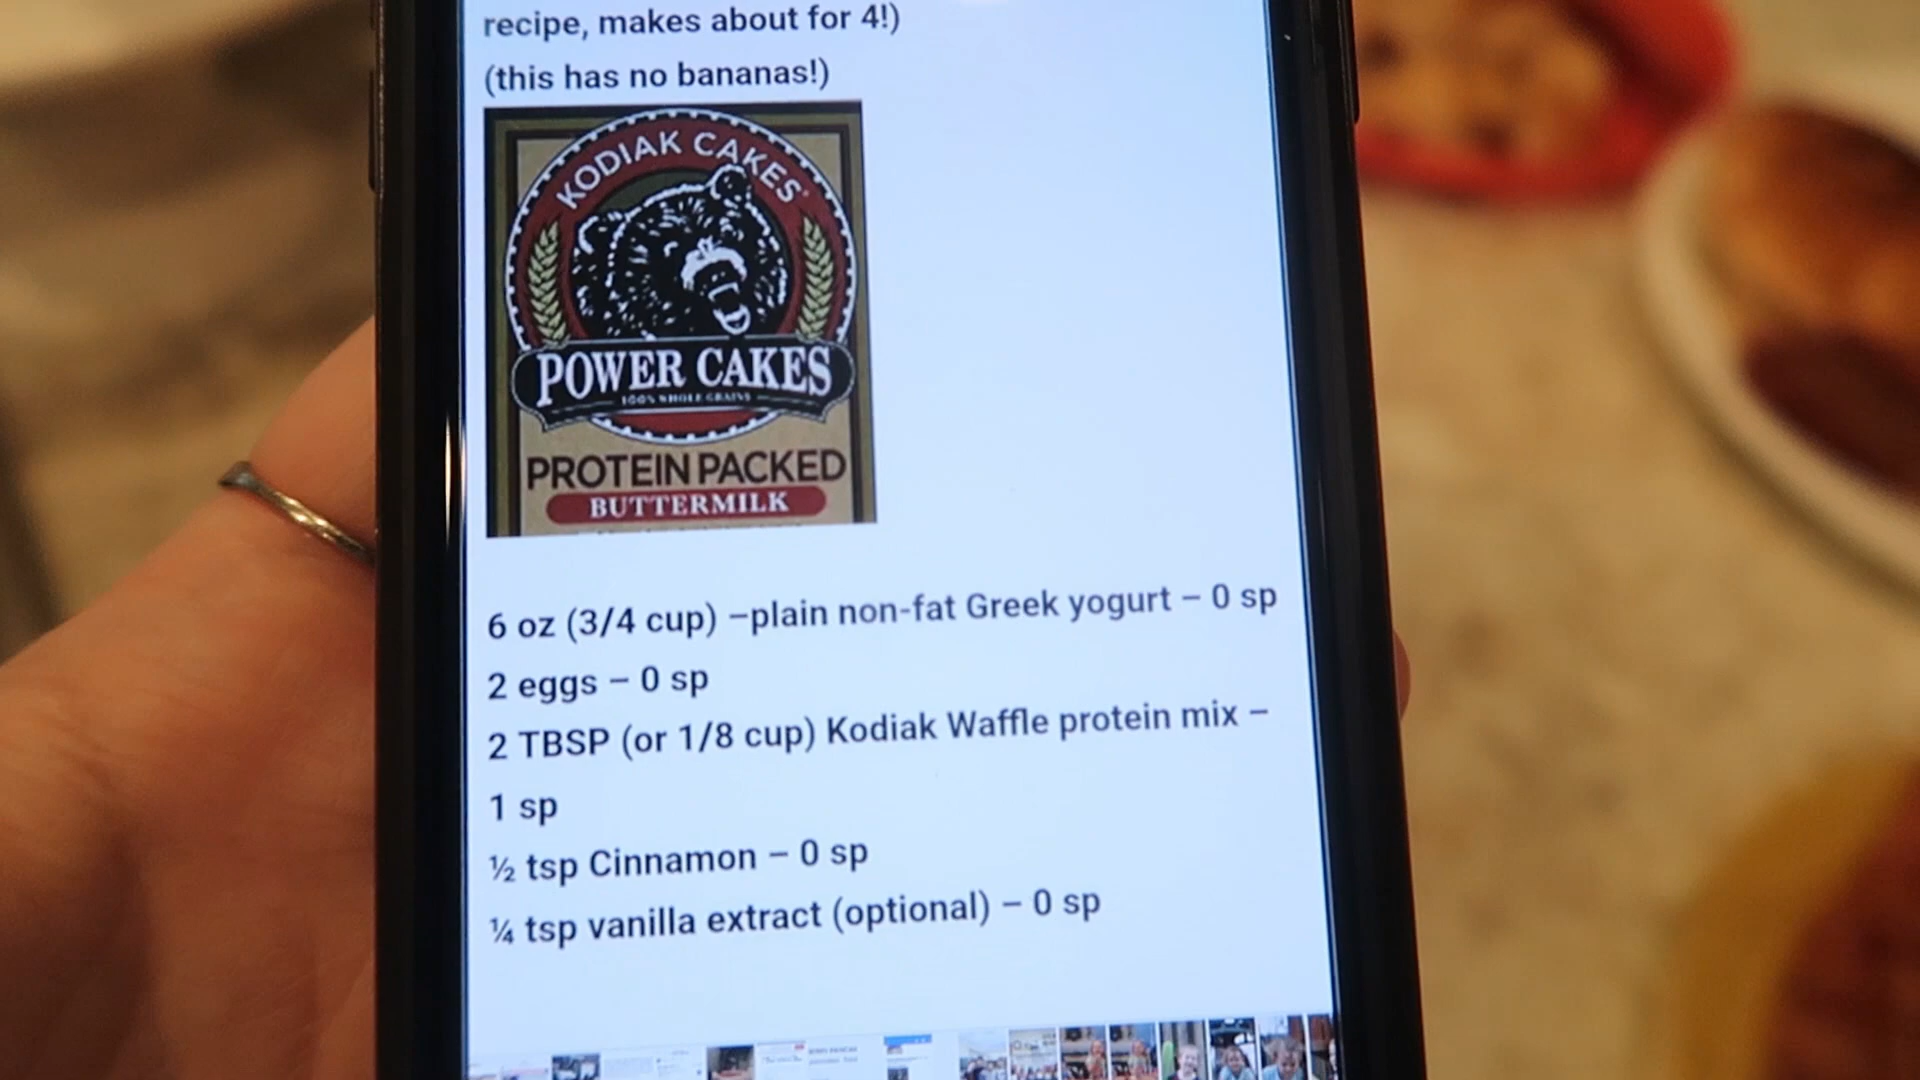 recipe, makes about for 4!)
(this has no bananas!)
KODIAK CAKES
POWER CAKES
100% WHOLE GRAINS
PROTEIN PACKED
BUTTERMILK
6 oz (3/4 cup) –plain non-fat Greek yogurt – 0 sp
2 eggs – 0 sp
2 TBSP (or 1/8 cup) Kodiak Waffle protein mix –
1 sp
½ tsp Cinnamon – 0 sp
¼ tsp vanilla extract (optional) – 0 sp